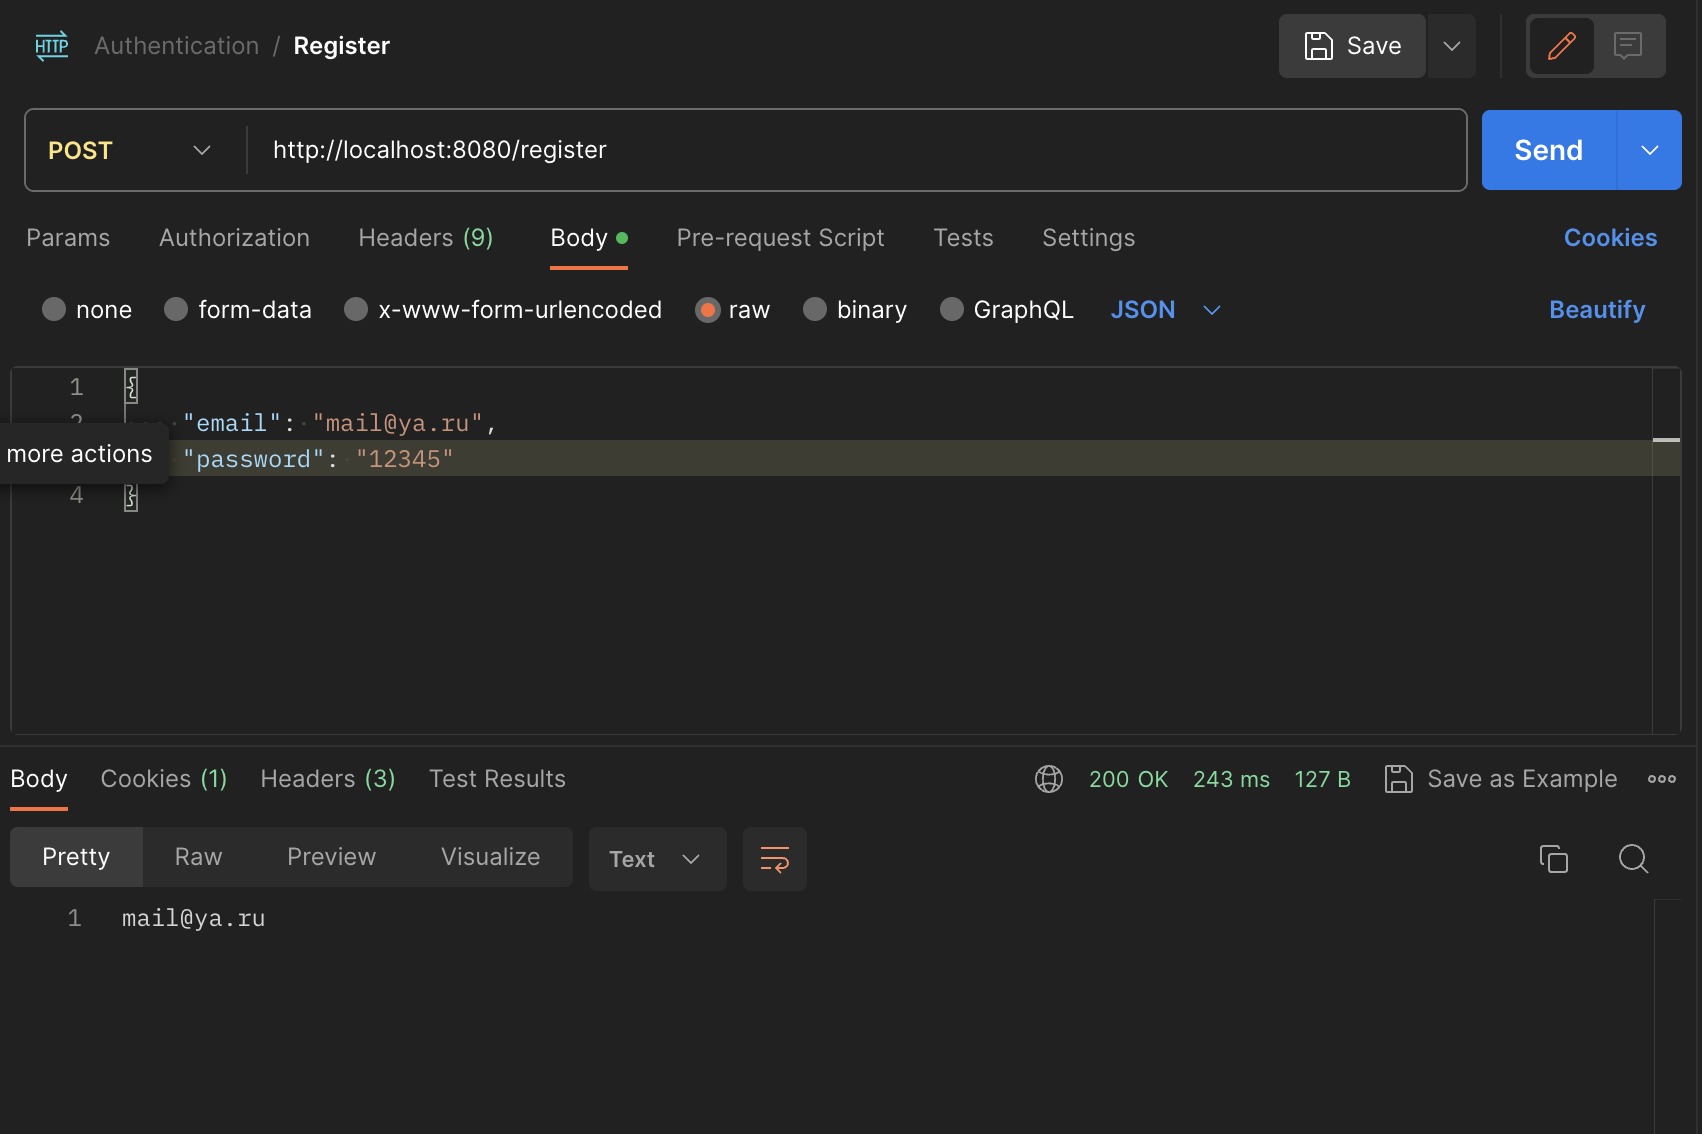 HTTP Authentication / Register Save
POST http://localhost:8080/register Send
Params Authorization Headers (9) Body Pre-request Script Tests Settings Cookies
none form-data x-www-form-urlencoded raw binary GraphQL JSON Beautify
1 {
2 "email": "mail@ya.ru",
more actions "password": "12345"
4 }
Body Cookies (1) Headers (3) Test Results 200 OK 243 ms 127 B Save as Example
Pretty Raw Preview Visualize Text
1 mail@ya.ru